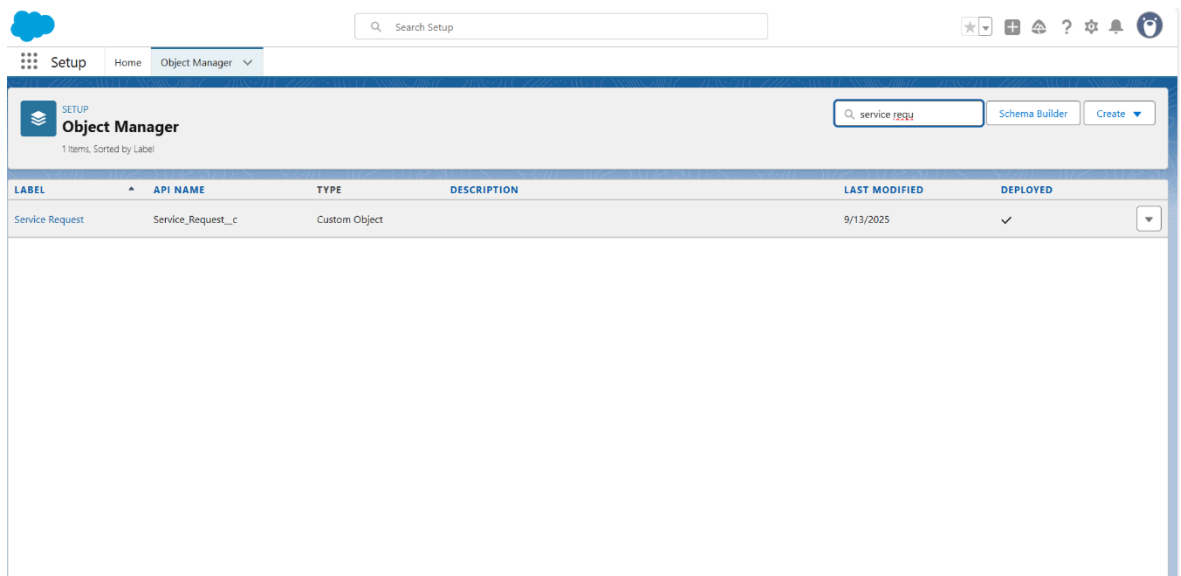 Search Setup
Setup Home Object Manager
SETUP
Object Manager
1 Items, Sorted by Label
service requ
Schema Builder
Create
LABEL API NAME TYPE DESCRIPTION LAST MODIFIED DEPLOYED
Service Request Service_Request__c Custom Object 9/13/2025